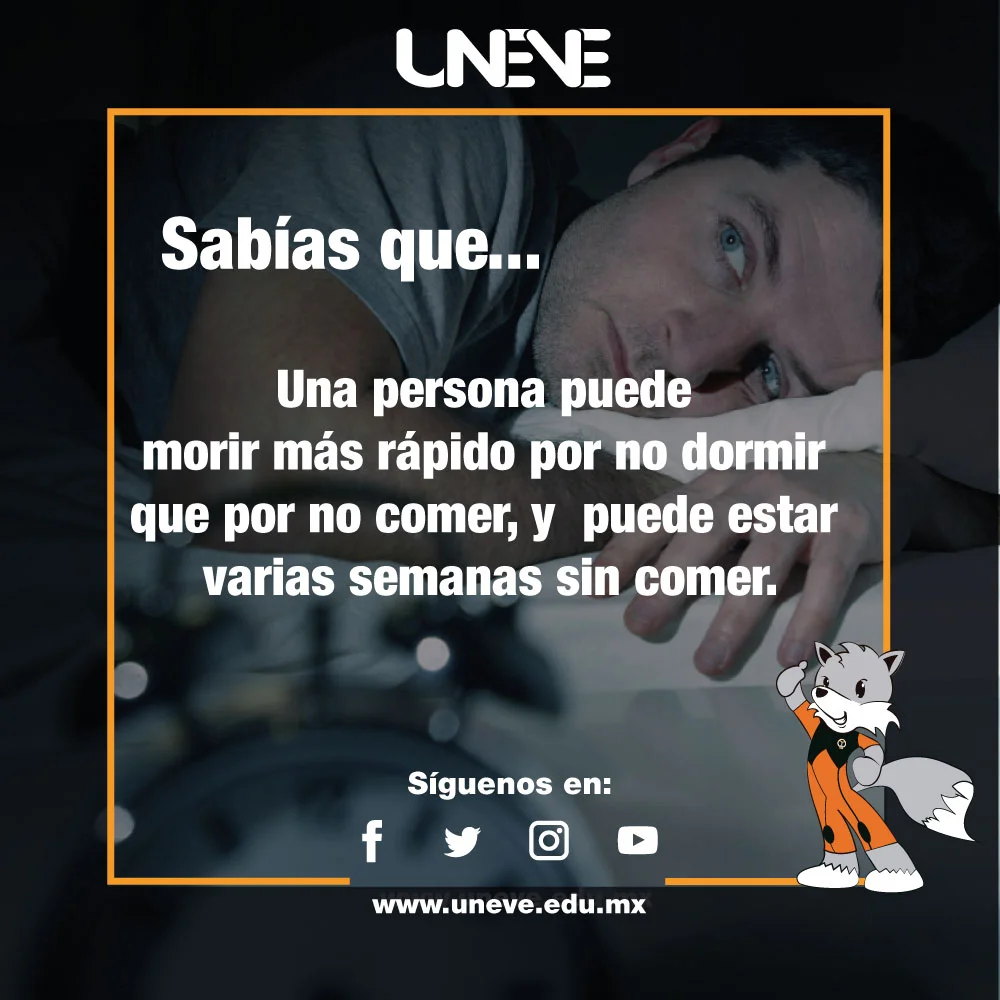 UNEVE
Sabías que...
Una persona puede
morir más rápido por no dormir
que por no comer, y puede estar
varias semanas sin comer.
Síguenos en:
www.uneve.edu.mx